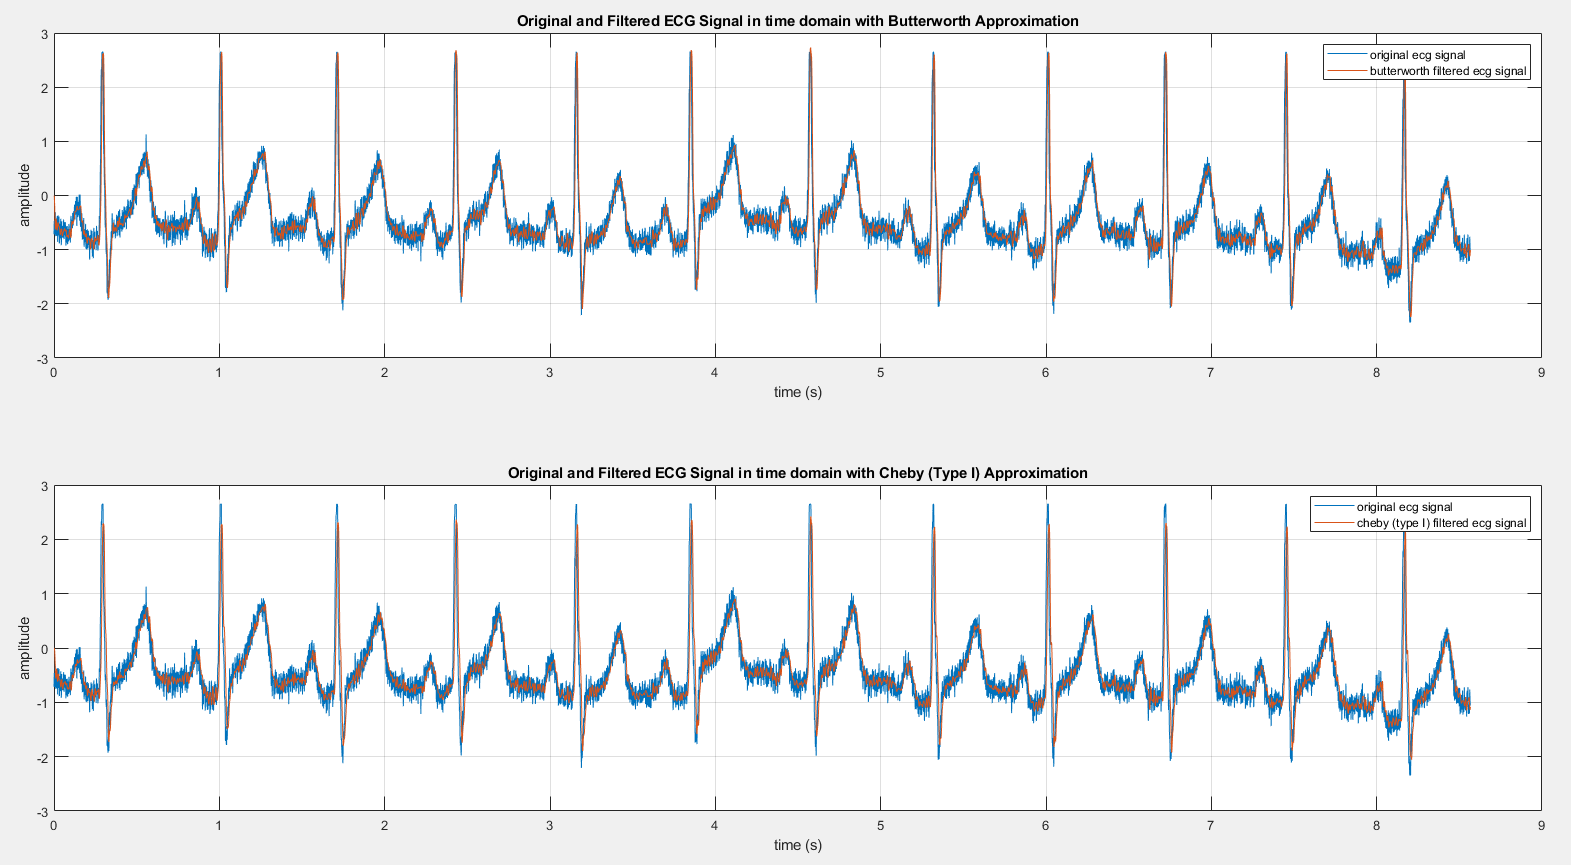 Original and Filtered ECG Signal in time domain with Butterworth Approximation
original ecg signal
butterworth filtered ecg signal
3
2
1
0
-1
-2
-3
amplitude
0 1 2 3 4 5 6 7 8 9
time (s)
Original and Filtered ECG Signal in time domain with Cheby (Type I) Approximation
original ecg signal
cheby (type I) filtered ecg signal
3
2
1
0
-1
-2
-3
amplitude
0 1 2 3 4 5 6 7 8 9
time (s)